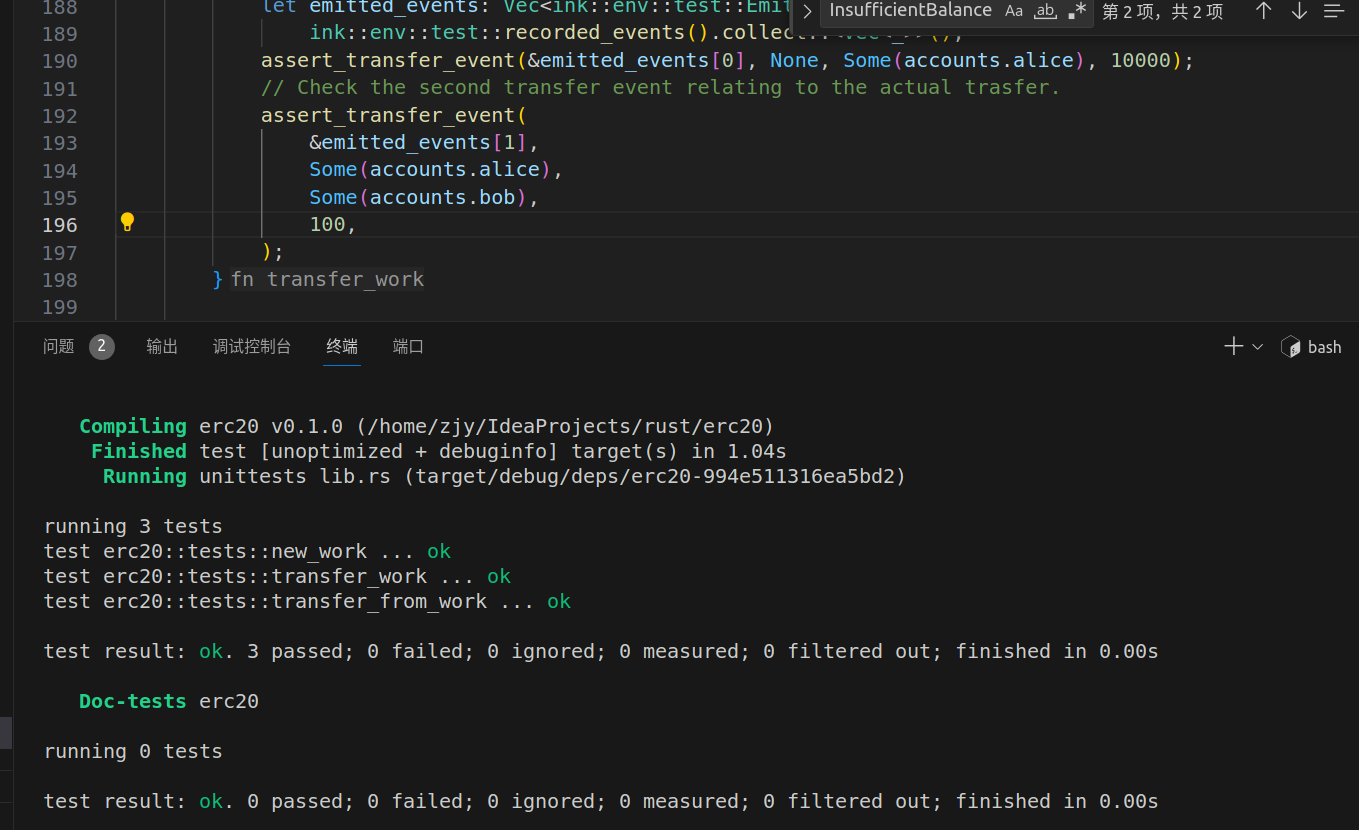 188 let emitted_events: Vec<ink::env::test::Emit
InsufficientBalance Aa ab .* 第 2 项，共 2 项
189 ink::env::test::recorded_events().collect::<Vec<_>>();
190 assert_transfer_event(&emitted_events[0], None, Some(accounts.alice), 10000);
191 // Check the second transfer event relating to the actual trasfer.
192 assert_transfer_event(
193 &emitted_events[1],
194 Some(accounts.alice),
195 Some(accounts.bob),
196 100,
197 );
198 } fn transfer_work
199
问题 2 输出 调试控制台 终端 端口 bash
Compiling erc20 v0.1.0 (/home/zjy/IdeaProjects/rust/erc20)
Finished test [unoptimized + debuginfo] target(s) in 1.04s
Running unittests lib.rs (target/debug/deps/erc20-994e511316ea5bd2)
running 3 tests
test erc20::tests::new_work ... ok
test erc20::tests::transfer_work ... ok
test erc20::tests::transfer_from_work ... ok
test result: ok. 3 passed; 0 failed; 0 ignored; 0 measured; 0 filtered out; finished in 0.00s
Doc-tests erc20
running 0 tests
test result: ok. 0 passed; 0 failed; 0 ignored; 0 measured; 0 filtered out; finished in 0.00s